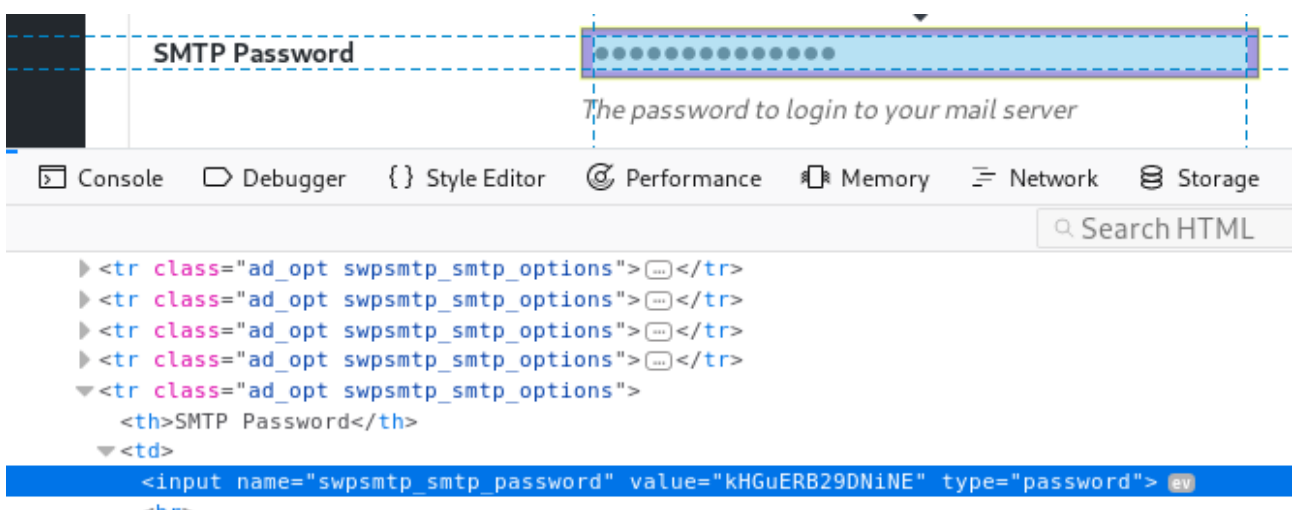 SMTP Password ●●●●●●●●●●●●●●
The password to login to your mail server
Console Debugger {} Style Editor Performance Memory Network Storage
Search HTML
<tr class="ad_opt swpsmtp_smtp_options">…</tr>
<tr class="ad_opt swpsmtp_smtp_options">…</tr>
<tr class="ad_opt swpsmtp_smtp_options">…</tr>
<tr class="ad_opt swpsmtp_smtp_options">…</tr>
<tr class="ad_opt swpsmtp_smtp_options">
<th>SMTP Password</th>
<td>
<input name="swpsmtp_smtp_password" value="kHGuERB29DNiNE" type="password"> ev